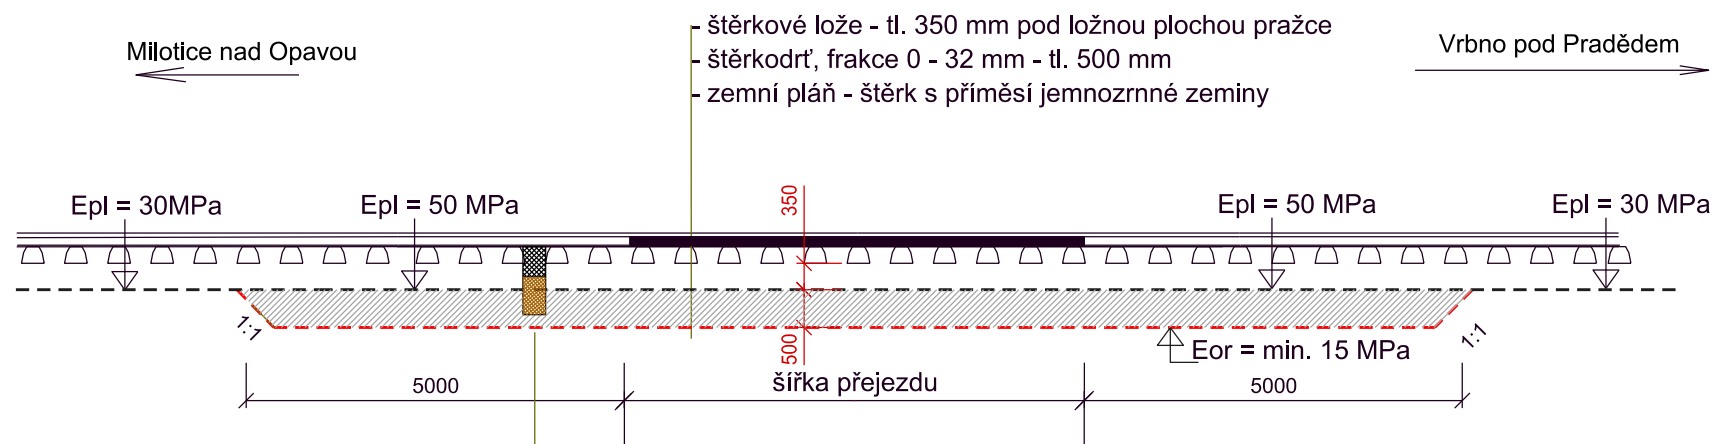 - štěrkové lože - tl. 350 mm pod ložnou plochou pražce
Milotice nad Opavou
Vrbno pod Pradědem
- štěrkodrť, frakce 0 - 32 mm - tl. 500 mm
- zemní pláň - štěrk s příměsí jemnozrnné zeminy
Epl = 30MPa
Epl = 50 MPa
350
Epl = 50 MPa
Epl = 30 MPa
1:1
500
Eor = min. 15 MPa
1:1
5000
šířka přejezdu
5000